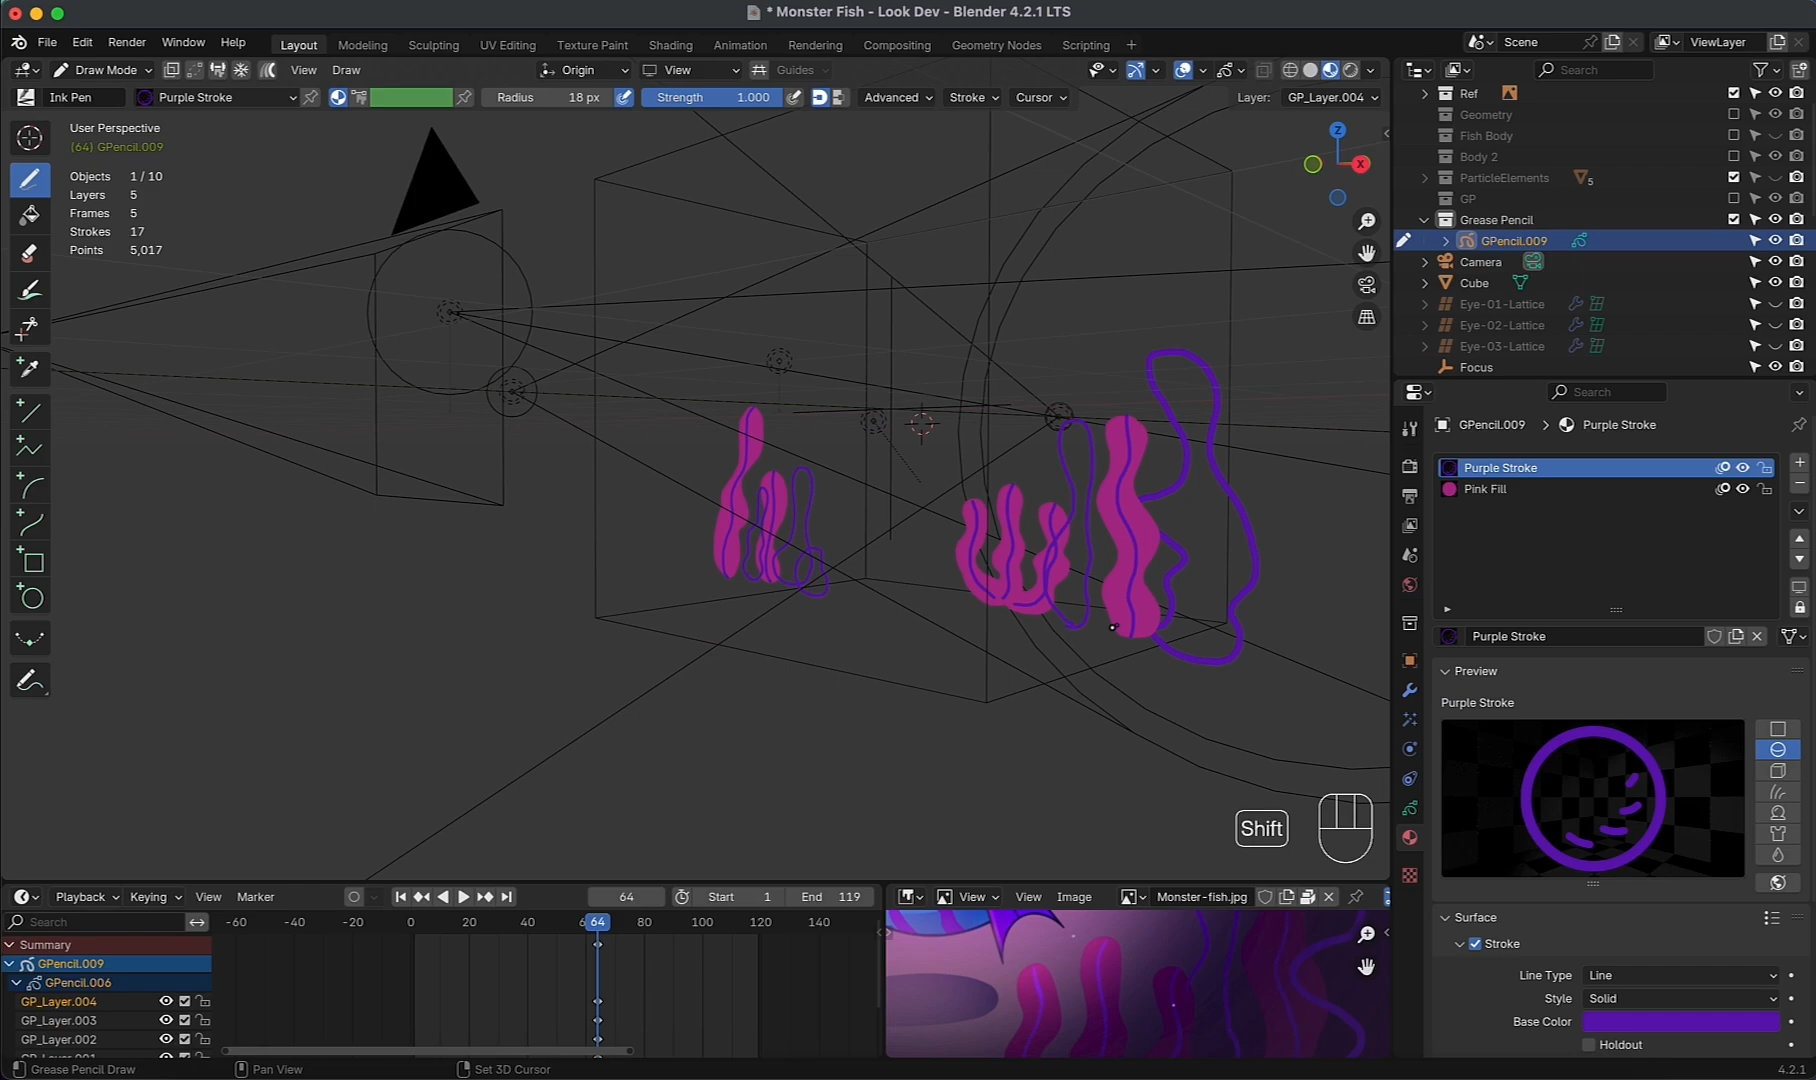 * Monster Fish - Look Dev - Blender 4.2.1 LTS
File Edit Render Window Help Layout Modeling Sculpting UV Editing Texture Paint Shading Animation Rendering Compositing Geometry Nodes Scripting + Scene ViewLayer
Draw Mode View Draw Origin View Guides Search
Ink Pen Purple Stroke Radius 18 px Strength 1.000 Advanced Stroke Cursor Layer: GP_Layer.004
User Perspective
(64) GPencil.009
Objects 1 / 10
Layers 5
Frames 5
Strokes 17
Points 5,017
Z
X
Ref
Geometry
Fish Body
Body 2
ParticleElements 5
GP
Grease Pencil
GPencil.009
Camera
Cube
Eye-01-Lattice
Eye-02-Lattice
Eye-03-Lattice
Focus
Search
GPencil.009 > Purple Stroke
Purple Stroke
Pink Fill
Purple Stroke
Preview
Purple Stroke
Surface
Stroke
Line Type Line
Style Solid
Base Color
Holdout
Shift
Playback Keying View Marker 64 Start 1 End 119
Search -60 -40 -20 0 20 40 6 64 80 100 120 140
Summary
GPencil.009
GPencil.006
GP_Layer.004
GP_Layer.003
GP_Layer.002
GP_Layer.001
View View Image Monster-fish.jpg
Grease Pencil Draw Pan View Set 3D Cursor 4.2.1